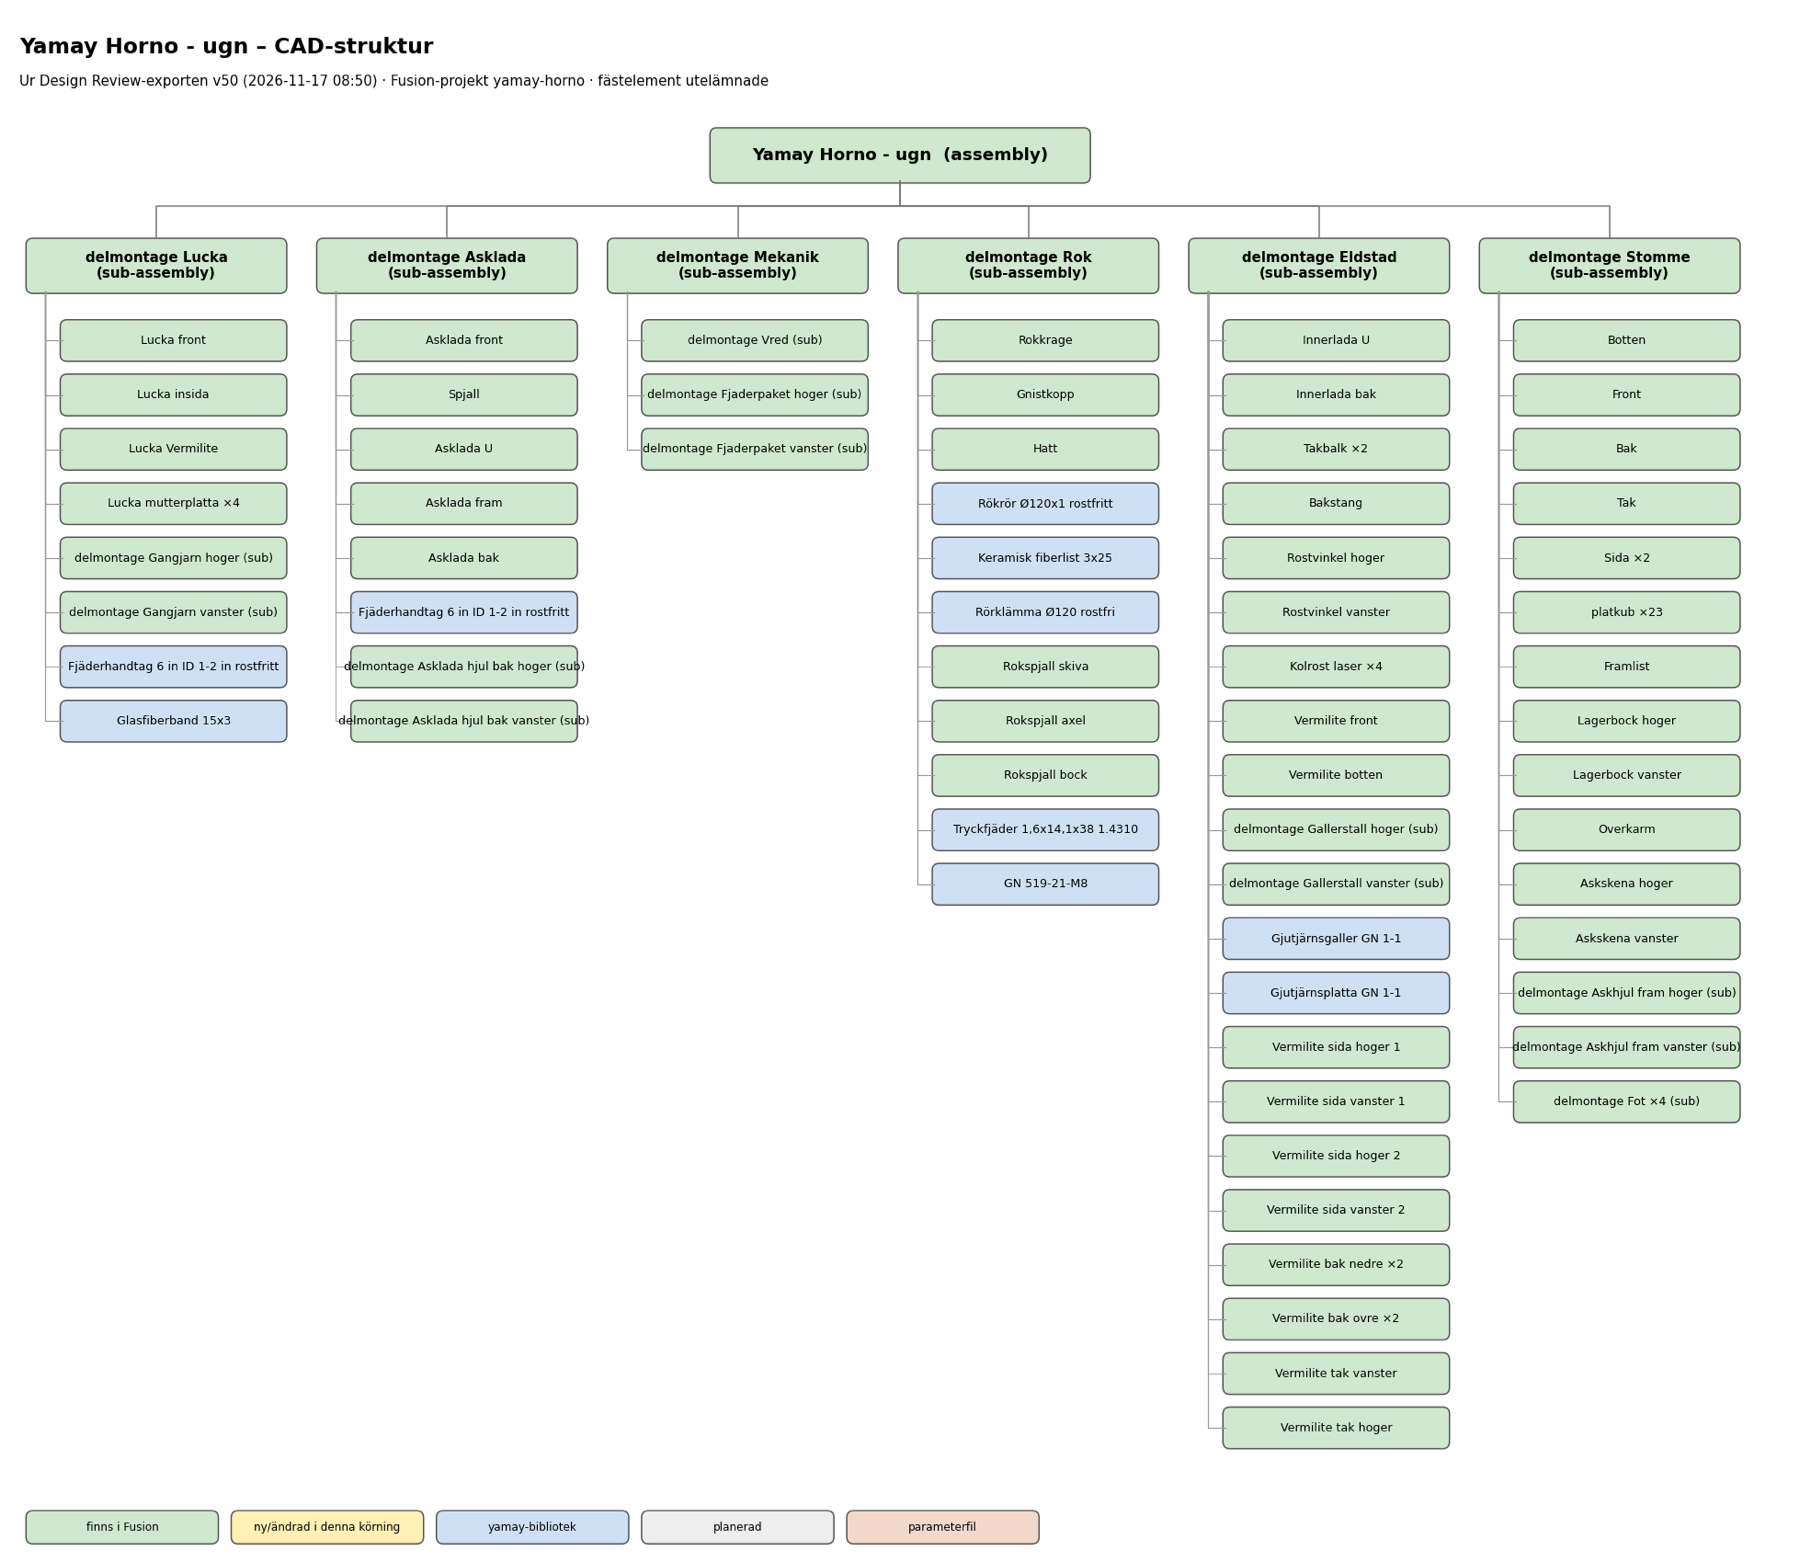 Yamay Horno - ugn – CAD-struktur
Ur Design Review-exporten v50 (2026-11-17 08:50) · Fusion-projekt yamay-horno · fästelement utelämnade
Yamay Horno - ugn  (assembly)
delmontage Lucka
(sub-assembly)
Lucka front
Lucka insida
Lucka Vermilite
Lucka mutterplatta ×4
delmontage Gangjarn hoger (sub)
delmontage Gangjarn vanster (sub)
Fjäderhandtag 6 in ID 1-2 in rostfritt
Glasfiberband 15x3
delmontage Asklada
(sub-assembly)
Asklada front
Spjall
Asklada U
Asklada fram
Asklada bak
Fjäderhandtag 6 in ID 1-2 in rostfritt
delmontage Asklada hjul bak hoger (sub)
delmontage Asklada hjul bak vanster (sub)
delmontage Mekanik
(sub-assembly)
delmontage Vred (sub)
delmontage Fjaderpaket hoger (sub)
delmontage Fjaderpaket vanster (sub)
delmontage Rok
(sub-assembly)
Rokkrage
Gnistkopp
Hatt
Rökrör Ø120x1 rostfritt
Keramisk fiberlist 3x25
Rörklämma Ø120 rostfri
Rokspjall skiva
Rokspjall axel
Rokspjall bock
Tryckfjäder 1,6x14,1x38 1.4310
GN 519-21-M8
delmontage Eldstad
(sub-assembly)
Innerlada U
Innerlada bak
Takbalk ×2
Bakstang
Rostvinkel hoger
Rostvinkel vanster
Kolrost laser ×4
Vermilite front
Vermilite botten
delmontage Gallerstall hoger (sub)
delmontage Gallerstall vanster (sub)
Gjutjärnsgaller GN 1-1
Gjutjärnsplatta GN 1-1
Vermilite sida hoger 1
Vermilite sida vanster 1
Vermilite sida hoger 2
Vermilite sida vanster 2
Vermilite bak nedre ×2
Vermilite bak ovre ×2
Vermilite tak vanster
Vermilite tak hoger
delmontage Stomme
(sub-assembly)
Botten
Front
Bak
Tak
Sida ×2
platkub ×23
Framlist
Lagerbock hoger
Lagerbock vanster
Overkarm
Askskena hoger
Askskena vanster
delmontage Askhjul fram hoger (sub)
delmontage Askhjul fram vanster (sub)
delmontage Fot ×4 (sub)
finns i Fusion
ny/ändrad i denna körning
yamay-bibliotek
planerad
parameterfil